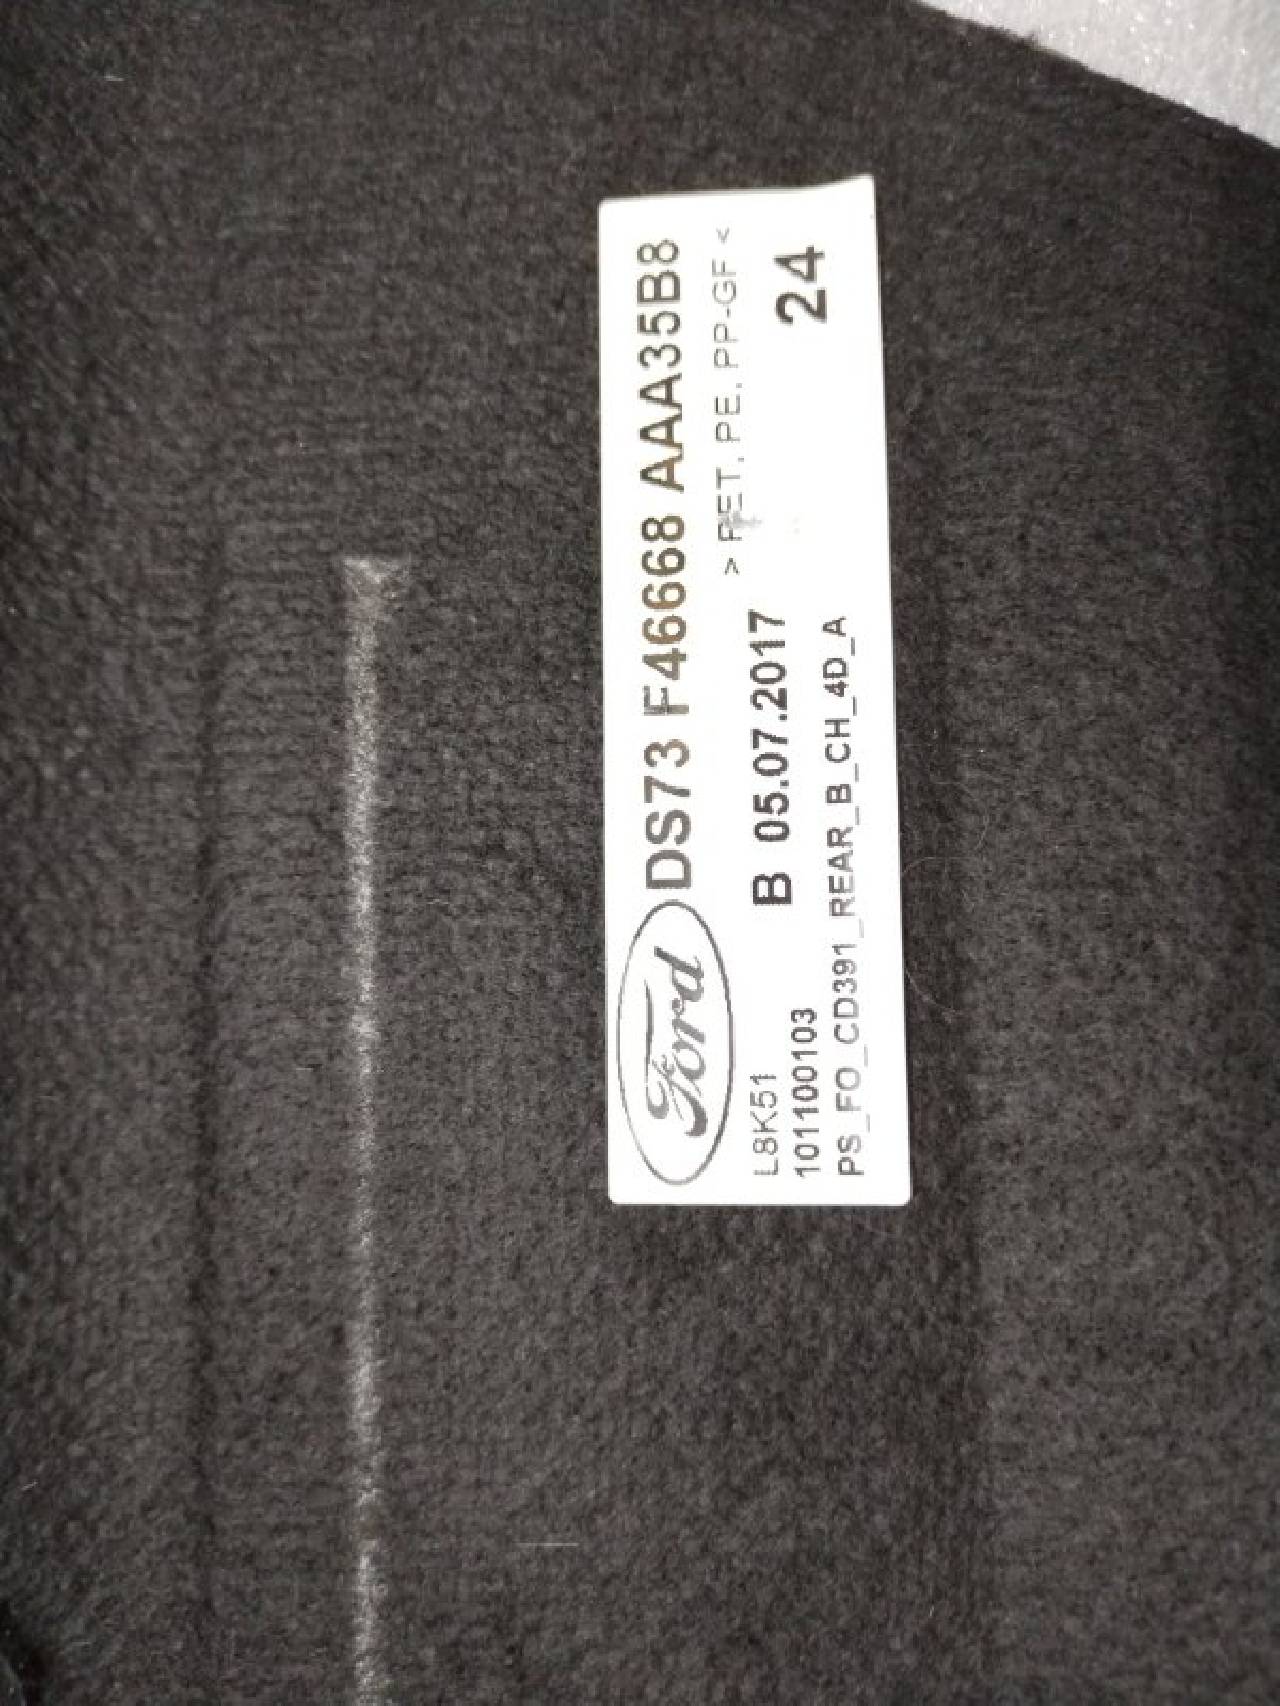 Ford DS73 F46668 AAA35B8
> PET, PE, PP-GF <
L8K51 B 05.07.2017 24
101100103
PS_FO_CD391_REAR_B_CH_4D_A